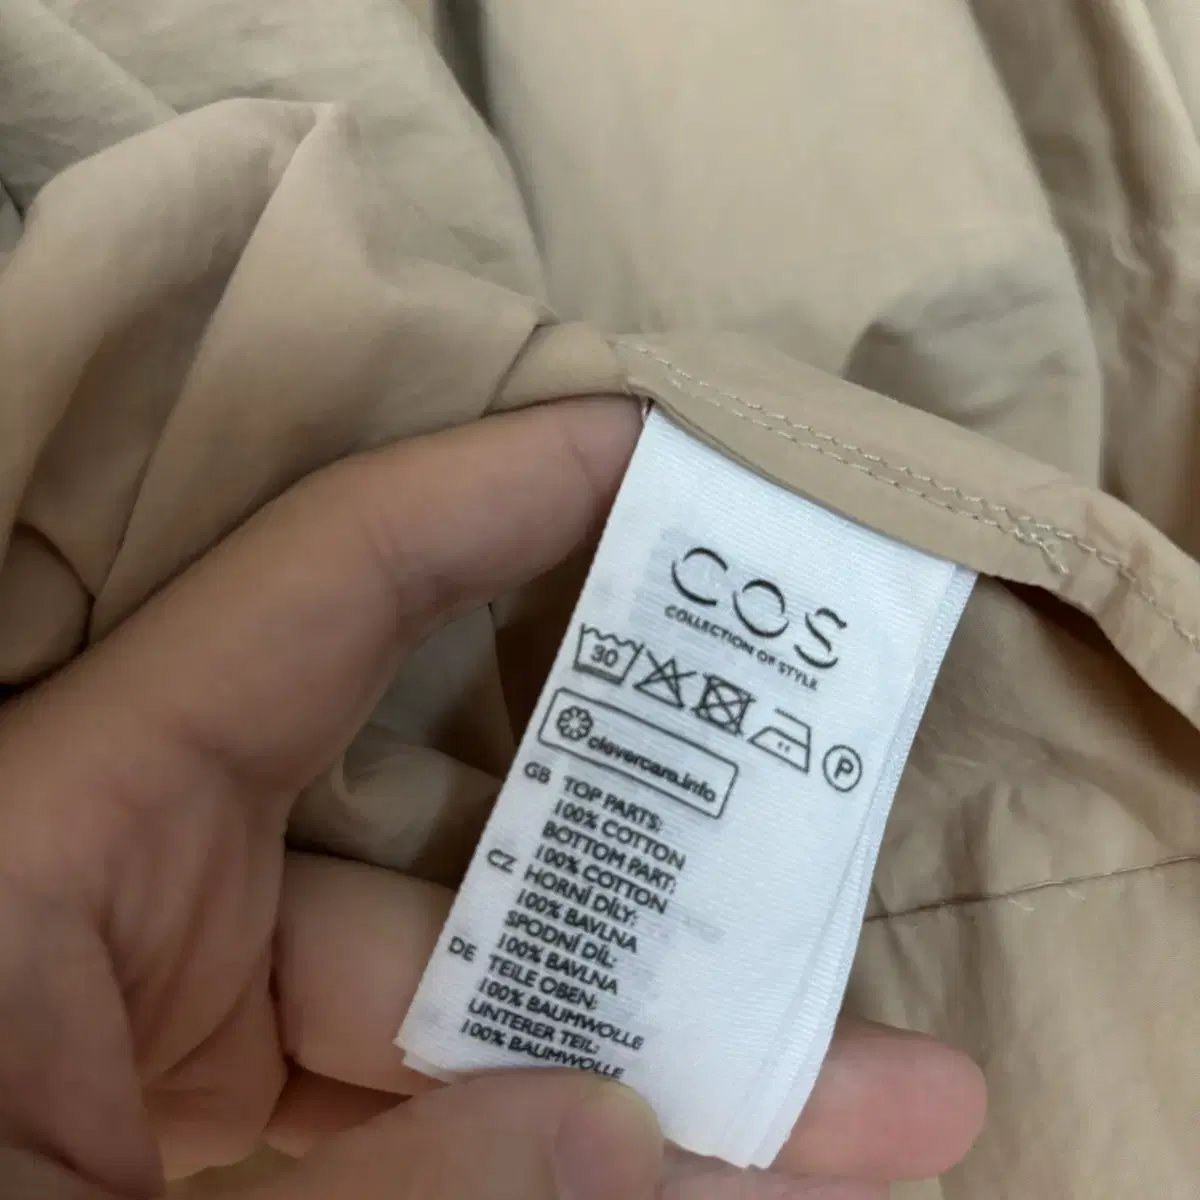 COS
COLLECTION OF STYLE
30
P
clevercare.info
GB TOP PARTS:
100% COTTON
BOTTOM PART:
100% COTTON
CZ HORNÍ DÍLY:
100% BAVLNA
SPODNÍ DÍL:
100% BAVLNA
DE TEILE OBEN:
100% BAUMWOLLE
UNTERER TEIL:
100% BAUMWOLLE